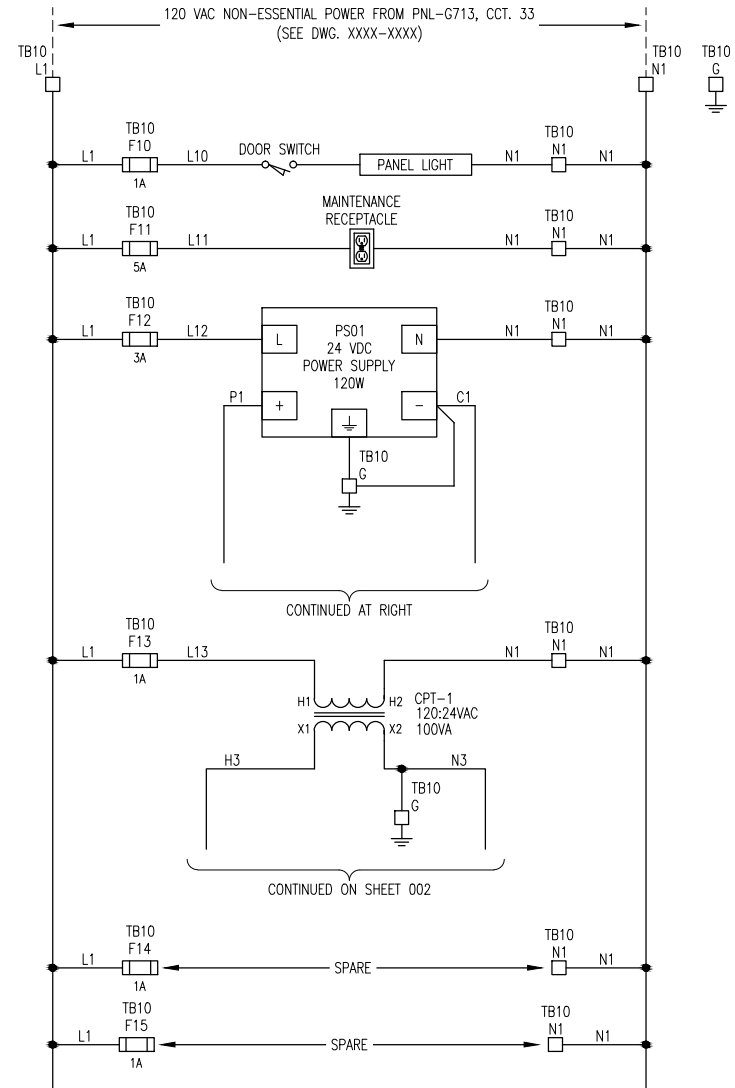 120 VAC NON-ESSENTIAL POWER FROM PNL-G713, CCT. 33
(SEE DWG. XXXX-XXXX)
TB10
L1
TB10
N1
TB10
G
L1
TB10
F10
1A
L10
DOOR SWITCH
PANEL LIGHT
N1
TB10
N1
N1
L1
TB10
F11
5A
L11
MAINTENANCE
RECEPTACLE
N1
TB10
N1
N1
L1
TB10
F12
3A
L12
L
PS01
24 VDC
POWER SUPPLY
120W
N
N1
TB10
N1
N1
P1
+
-
C1
TB10
G
CONTINUED AT RIGHT
L1
TB10
F13
1A
L13
N1
TB10
N1
N1
H1
H2
X1
X2
CPT-1
120:24VAC
100VA
H3
N3
TB10
G
CONTINUED ON SHEET 002
L1
TB10
F14
1A
SPARE
TB10
N1
N1
L1
TB10
F15
1A
SPARE
TB10
N1
N1